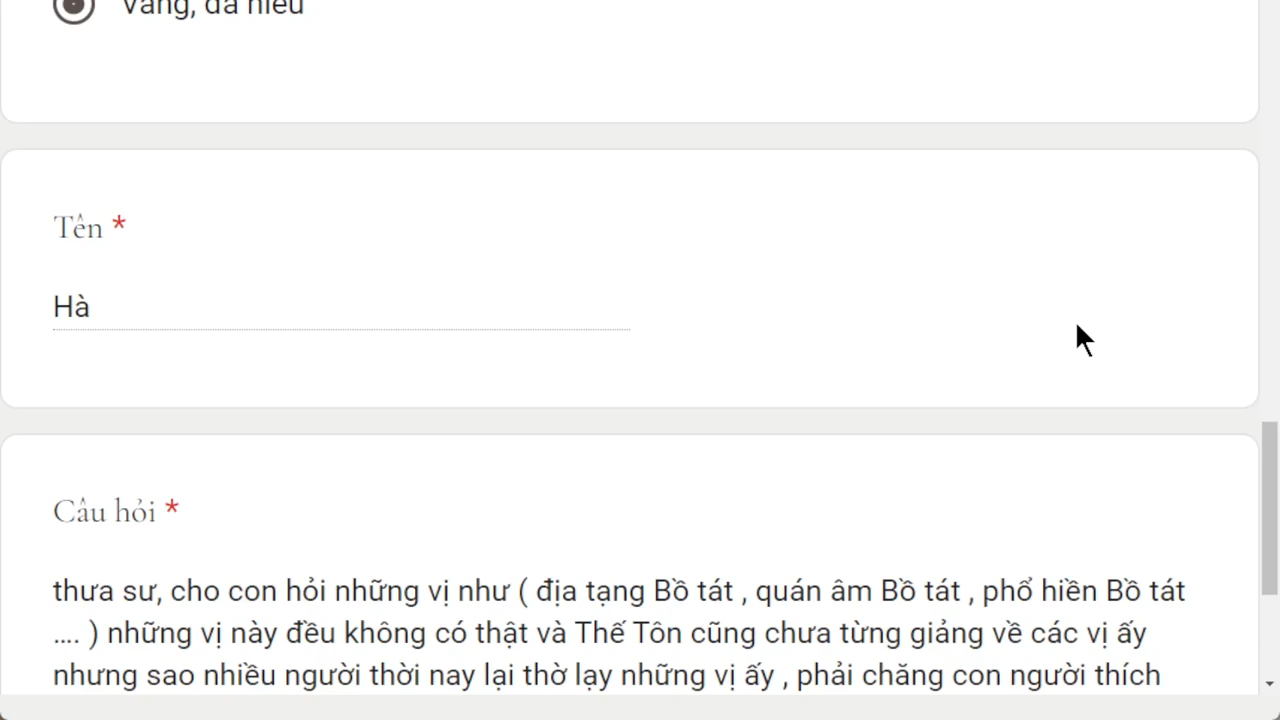 Vâng, đã hiểu
Tên *
Hà
Câu hỏi *
thưa sư, cho con hỏi những vị như ( địa tạng Bồ tát , quán âm Bồ tát , phổ hiền Bồ tát
.... ) những vị này đều không có thật và Thế Tôn cũng chưa từng giảng về các vị ấy
nhưng sao nhiều người thời nay lại thờ lạy những vị ấy , phải chăng con người thích